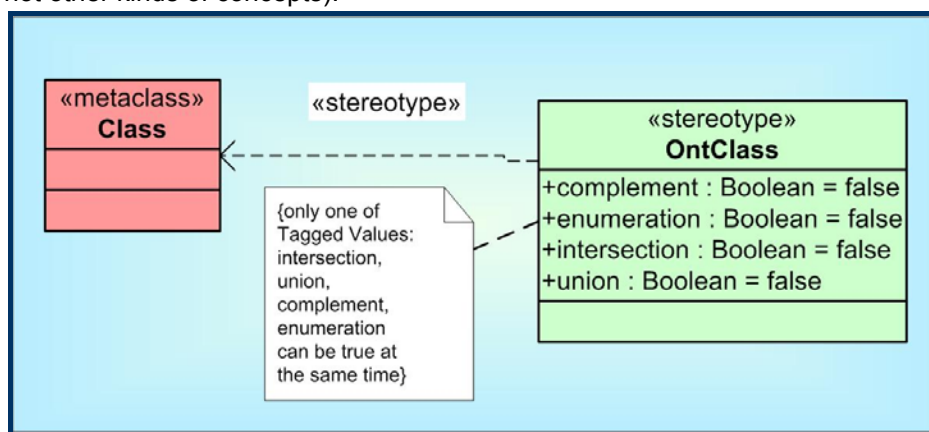 not other kinds of concepts).
«metaclass»
Class
«stereotype»
«stereotype»
OntClass
+complement : Boolean = false
+enumeration : Boolean = false
+intersection : Boolean = false
+union : Boolean = false
{only one of
Tagged Values:
intersection,
union,
complement,
enumeration
can be true at
the same time}